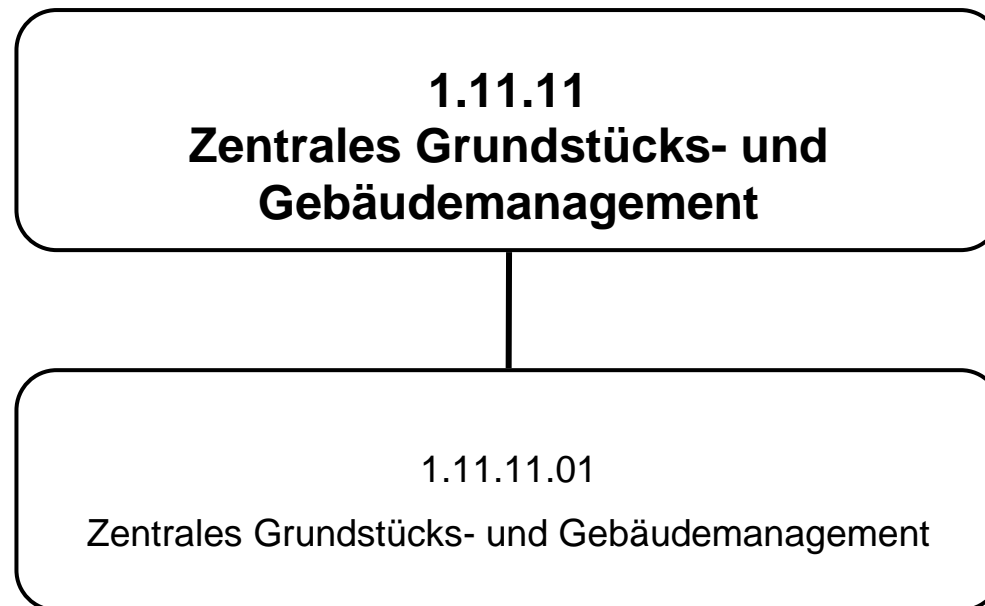 1.11.11
Zentrales Grundstücks- und
Gebäudemanagement
1.11.11.01
Zentrales Grundstücks- und Gebäudemanagement